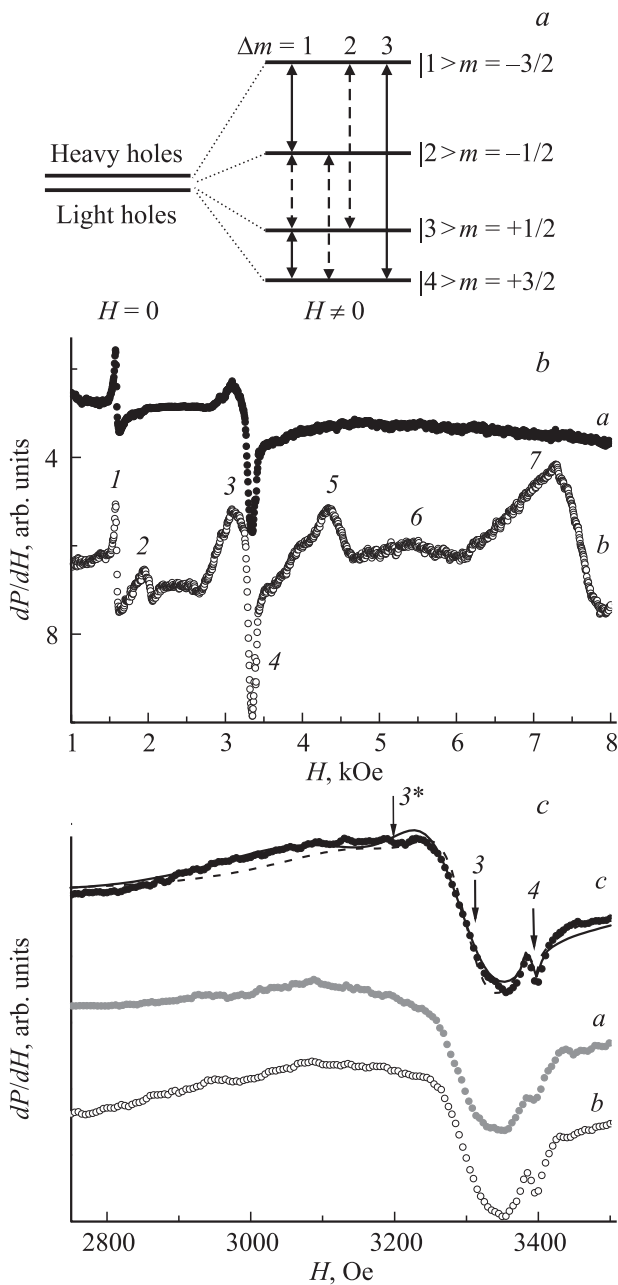 a
Δm = 1 2 3
|1> m = –3/2
Heavy holes
|2> m = –1/2
Light holes
|3> m = +1/2
|4> m = +3/2
H = 0 H ≠ 0
b
a
4
1 2 3 5 6 7
b
8
4
dP/dH, arb. units
1 2 3 4 5 6 7 8
H, kOe
3* c
3 4
c
a
b
dP/dH, arb. units
2800 3000 3200 3400
H, Oe